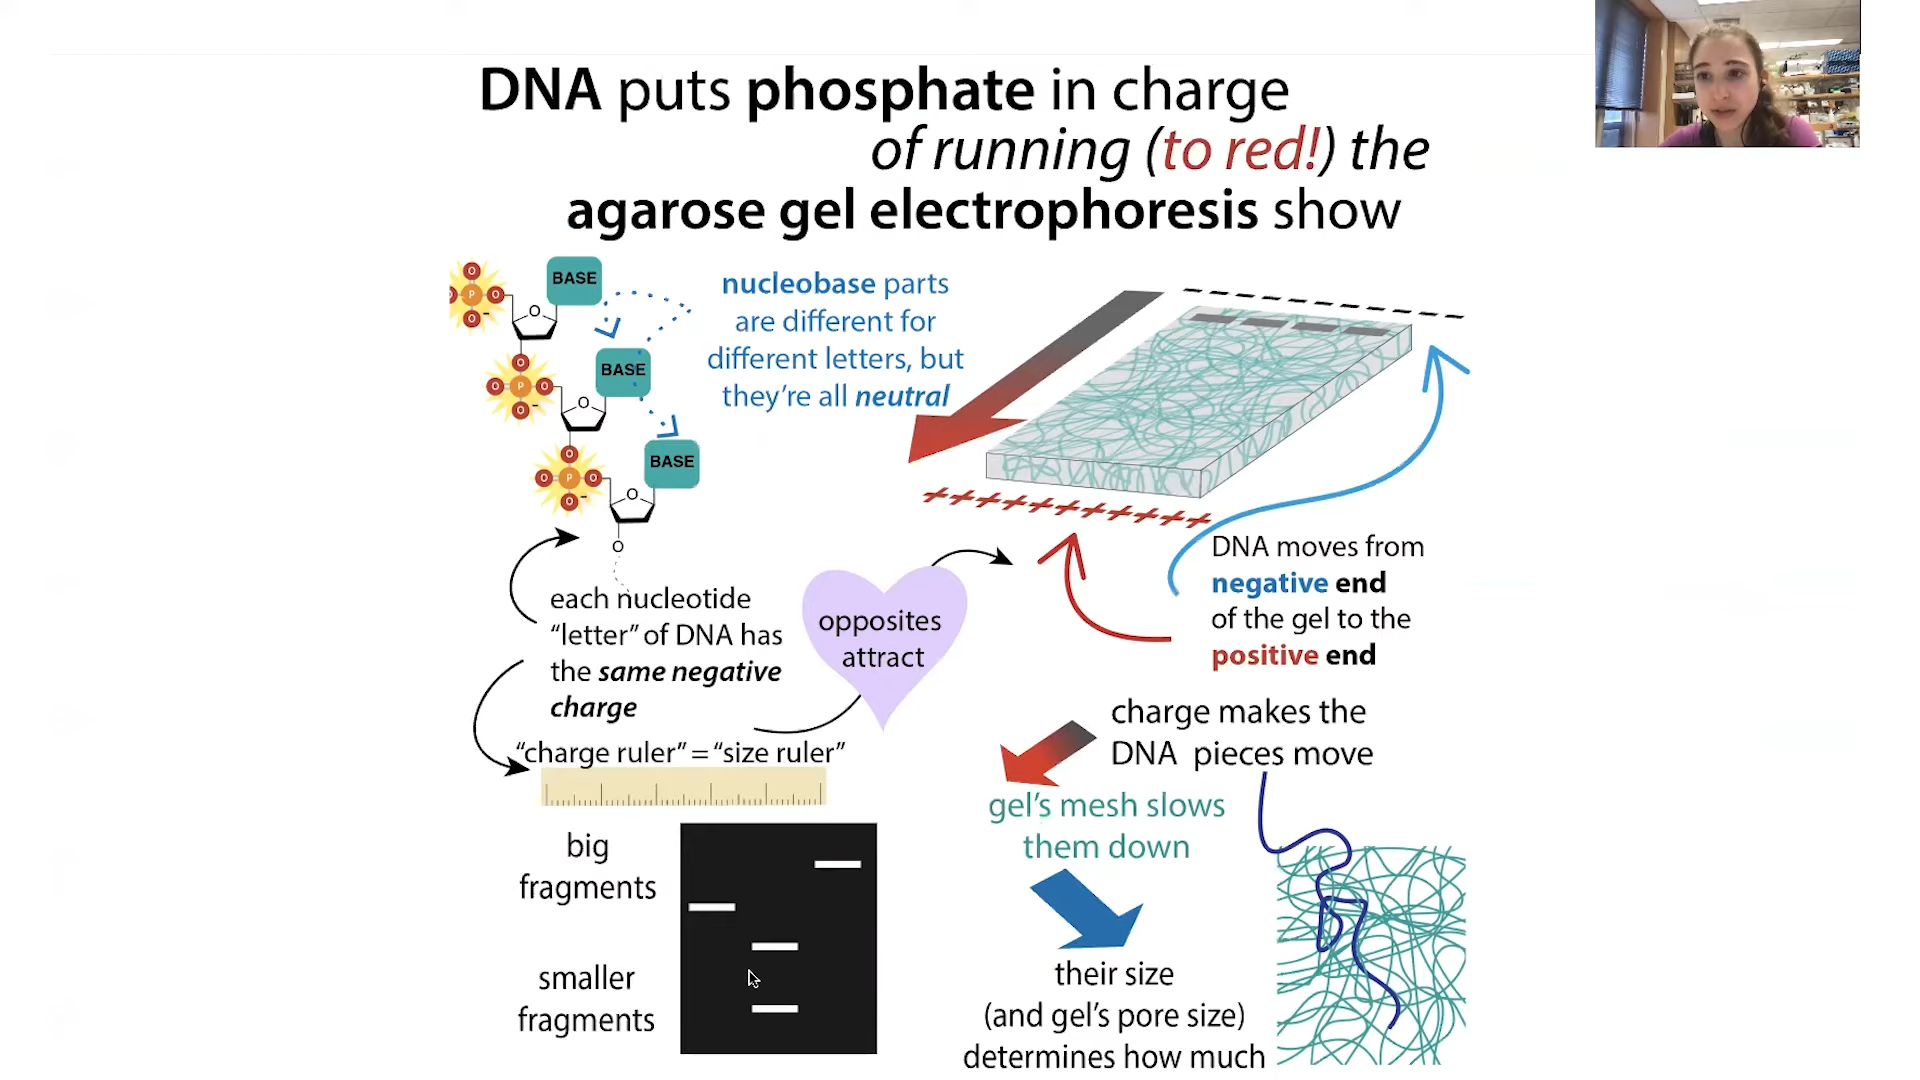 DNA puts phosphate in charge
of running (to red!) the
agarose gel electrophoresis show
BASE
BASE
BASE
O
P
O
O
O
-
O
O
P
O
O
-
O
O
P
O
O
-
O
O
O
O
nucleobase parts
are different for
different letters, but
they’re all neutral
+++++++++++
DNA moves from
negative end
of the gel to the
positive end
each nucleotide
“letter” of DNA has
the same negative
charge
opposites
attract
“charge ruler” = “size ruler”
big
fragments
smaller
fragments
charge makes the
DNA pieces move
gel’s mesh slows
them down
their size
(and gel’s pore size)
determines how much